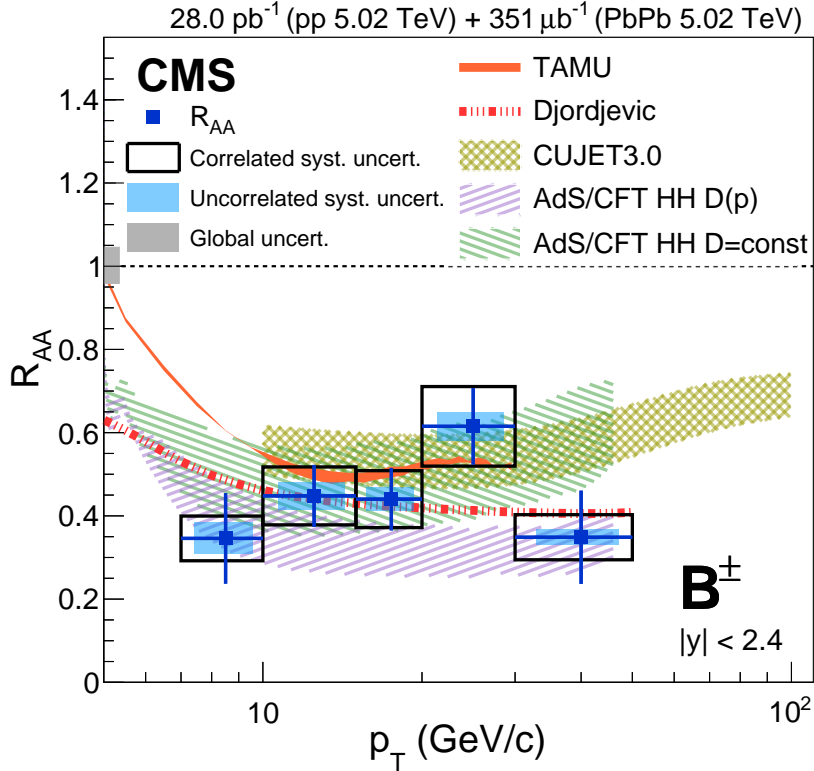 28.0 pb⁻¹ (pp 5.02 TeV) + 351 μb⁻¹ (PbPb 5.02 TeV)
CMS
R_AA
Correlated syst. uncert.
Uncorrelated syst. uncert.
Global uncert.
TAMU
Djordjevic
CUJET3.0
AdS/CFT HH D(p)
AdS/CFT HH D=const
R_AA
1.4
1.2
1
0.8
0.6
0.4
0.2
0
B^±
|y| < 2.4
10
10²
p_T (GeV/c)